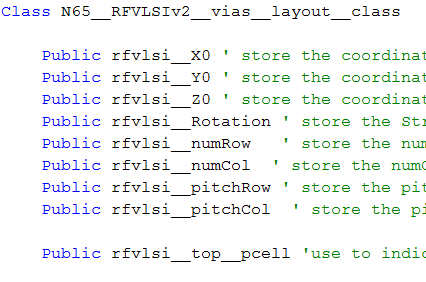 Class N65__RFVLSIv2__vias__layout__class
Public rfvlsi__X0 ' store the coordinat
Public rfvlsi__Y0 ' store the coordinat
Public rfvlsi__Z0 ' store the coordinat
Public rfvlsi__Rotation ' store the Str
Public rfvlsi__numRow ' store the num
Public rfvlsi__numCol ' store the numC
Public rfvlsi__pitchRow ' store the pit
Public rfvlsi__pitchCol ' store the pi
Public rfvlsi__top__pcell 'use to indic